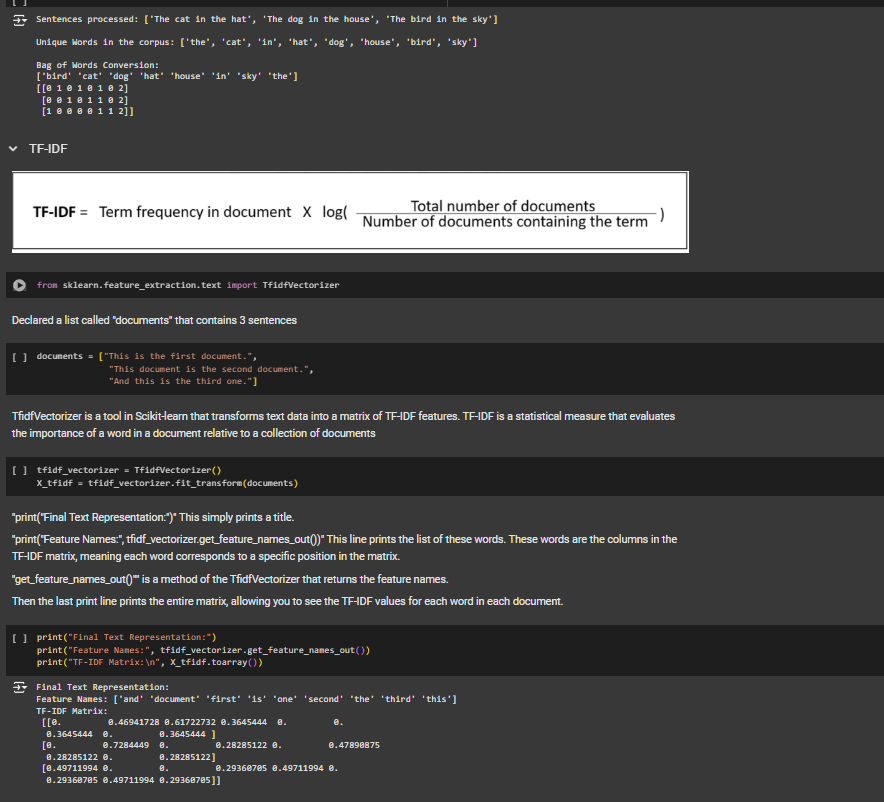 [ ]
Sentences processed: ['The cat in the hat', 'The dog in the house', 'The bird in the sky']
Unique Words in the corpus: ['the', 'cat', 'in', 'hat', 'dog', 'house', 'bird', 'sky']
Bag of Words Conversion:
['bird' 'cat' 'dog' 'hat' 'house' 'in' 'sky' 'the']
[[0 1 0 1 0 1 0 2]
[0 0 1 0 1 1 0 2]
[1 0 0 0 0 1 1 2]]
TF-IDF
TF-IDF = Term frequency in document X log( Total number of documents
Number of documents containing the term )
from sklearn.feature_extraction.text import TfidfVectorizer
Declared a list called "documents" that contains 3 sentences
[ ] documents = ["This is the first document.",
"This document is the second document.",
"And this is the third one."]
TfidfVectorizer is a tool in Scikit-learn that transforms text data into a matrix of TF-IDF features. TF-IDF is a statistical measure that evaluates
the importance of a word in a document relative to a collection of documents
[ ] tfidf_vectorizer = TfidfVectorizer()
X_tfidf = tfidf_vectorizer.fit_transform(documents)
"print("Final Text Representation:")" This simply prints a title.
"print("Feature Names:", tfidf_vectorizer.get_feature_names_out())" This line prints the list of these words. These words are the columns in the
TF-IDF matrix, meaning each word corresponds to a specific position in the matrix.
"get_feature_names_out()"" is a method of the TfidfVectorizer that returns the feature names.
Then the last print line prints the entire matrix, allowing you to see the TF-IDF values for each word in each document.
[ ] print("Final Text Representation:")
print("Feature Names:", tfidf_vectorizer.get_feature_names_out())
print("TF-IDF Matrix:\n", X_tfidf.toarray())
Final Text Representation:
Feature Names: ['and' 'document' 'first' 'is' 'one' 'second' 'the' 'third' 'this']
TF-IDF Matrix:
[[0. 0.46941728 0.61722732 0.3645444 0. 0.
0.3645444 0. 0.3645444 ]
[0. 0.7284449 0. 0.28285122 0. 0.47890875
0.28285122 0. 0.28285122]
[0.49711994 0. 0. 0.29360705 0.49711994 0.
0.29360705 0.49711994 0.29360705]]